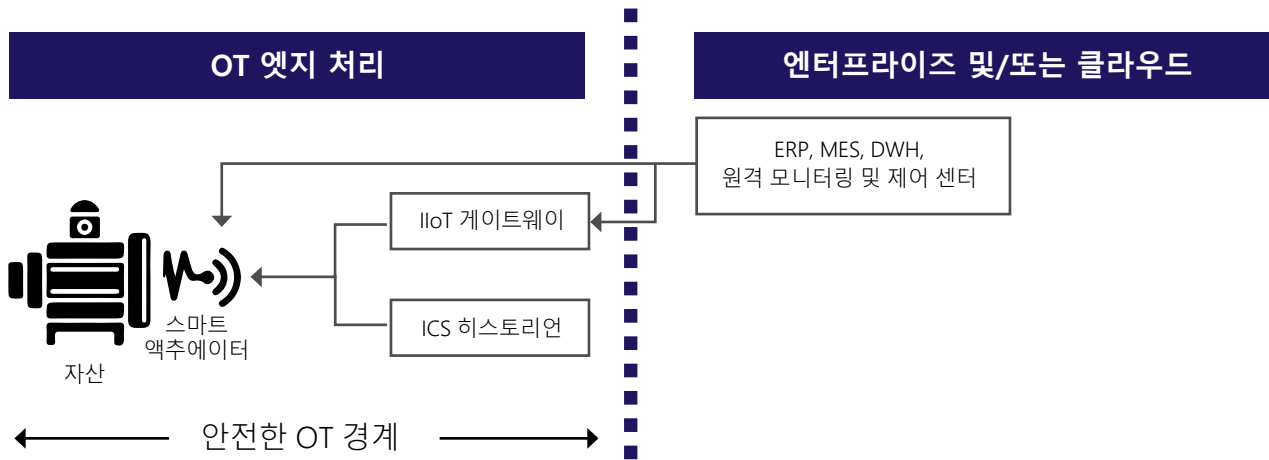 OT 엣지 처리
엔터프라이즈 및/또는 클라우드
ERP, MES, DWH,
원격 모니터링 및 제어 센터
IIoT 게이트웨이
ICS 히스토리언
스마트
액추에이터
자산
안전한 OT 경계